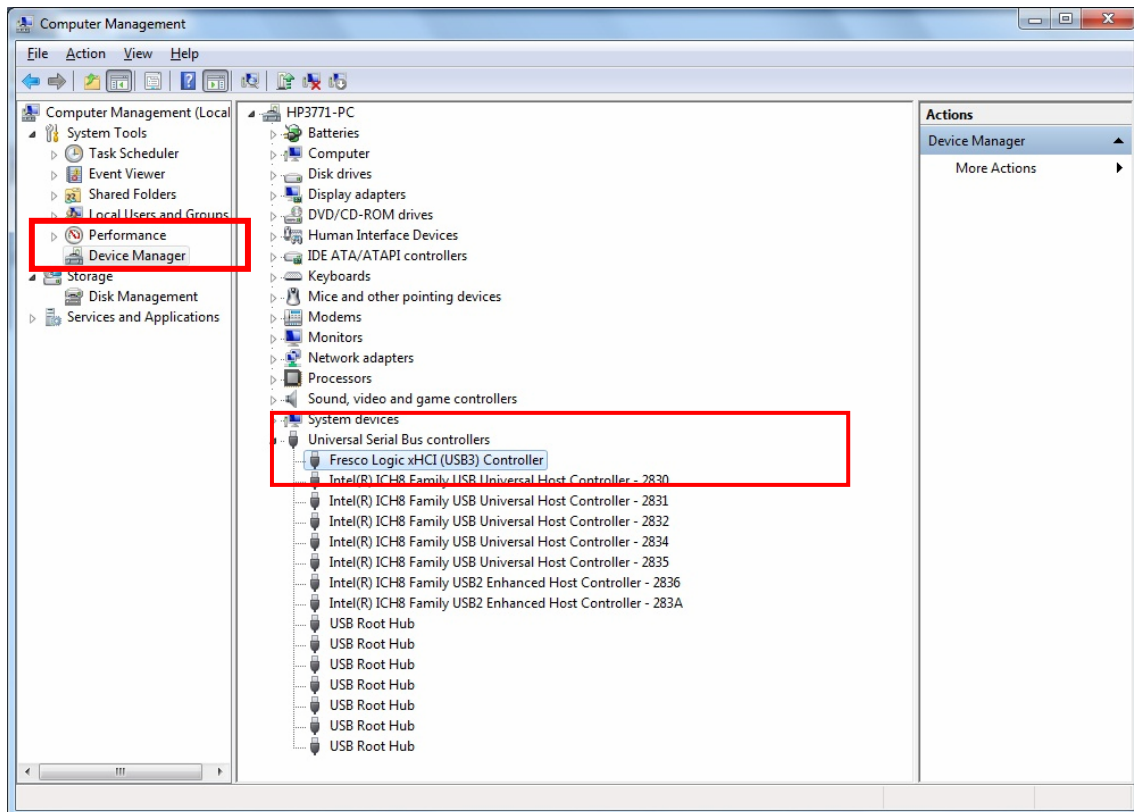 Computer Management
File Action View Help
Computer Management (Local
System Tools
Task Scheduler
Event Viewer
Shared Folders
Local Users and Groups
Performance
Device Manager
Storage
Disk Management
Services and Applications
HP3771-PC
Batteries
Computer
Disk drives
Display adapters
DVD/CD-ROM drives
Human Interface Devices
IDE ATA/ATAPI controllers
Keyboards
Mice and other pointing devices
Modems
Monitors
Network adapters
Processors
Sound, video and game controllers
System devices
Universal Serial Bus controllers
Fresco Logic xHCI (USB3) Controller
Intel(R) ICH8 Family USB Universal Host Controller - 2830
Intel(R) ICH8 Family USB Universal Host Controller - 2831
Intel(R) ICH8 Family USB Universal Host Controller - 2832
Intel(R) ICH8 Family USB Universal Host Controller - 2834
Intel(R) ICH8 Family USB Universal Host Controller - 2835
Intel(R) ICH8 Family USB2 Enhanced Host Controller - 2836
Intel(R) ICH8 Family USB2 Enhanced Host Controller - 283A
USB Root Hub
USB Root Hub
USB Root Hub
USB Root Hub
USB Root Hub
USB Root Hub
USB Root Hub
Actions
Device Manager
More Actions